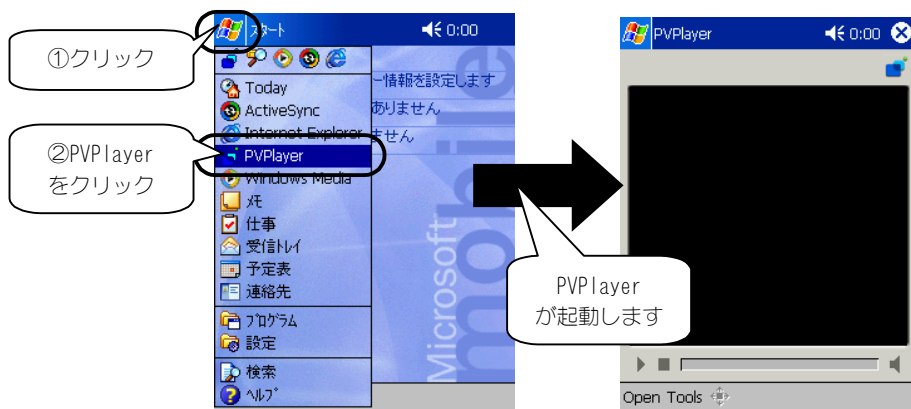 ①クリック
②PVPlayer
をクリック
スタート
0:00
Today
ActiveSync
Internet Explorer
PVPlayer
Windows Media
メモ
仕事
受信トレイ
予定表
連絡先
プログラム
設定
検索
ヘルプ
ー情報を設定します
ありません
ません
Microsoft
mobile
PVPlayer
が起動します
PVPlayer
0:00
Open Tools